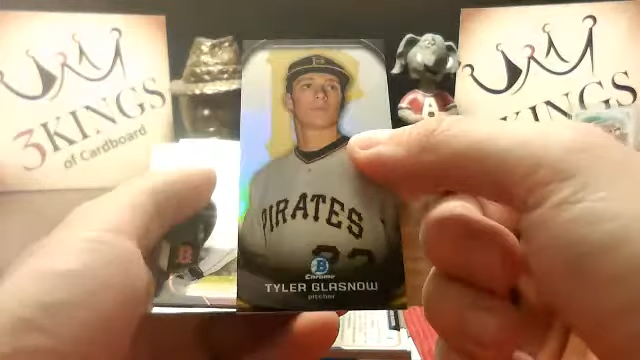 3KINGS
of Cardboard
KINGS
P
B
PIRATES
B
Chrome
TYLER GLASNOW
pitcher